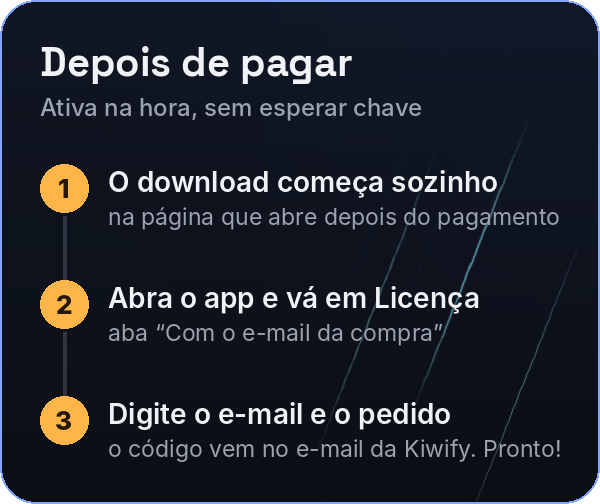 Depois de pagar
Ativa na hora, sem esperar chave
1
O download começa sozinho
na página que abre depois do pagamento
2
Abra o app e vá em Licença
aba “Com o e-mail da compra”
3
Digite o e-mail e o pedido
o código vem no e-mail da Kiwify. Pronto!